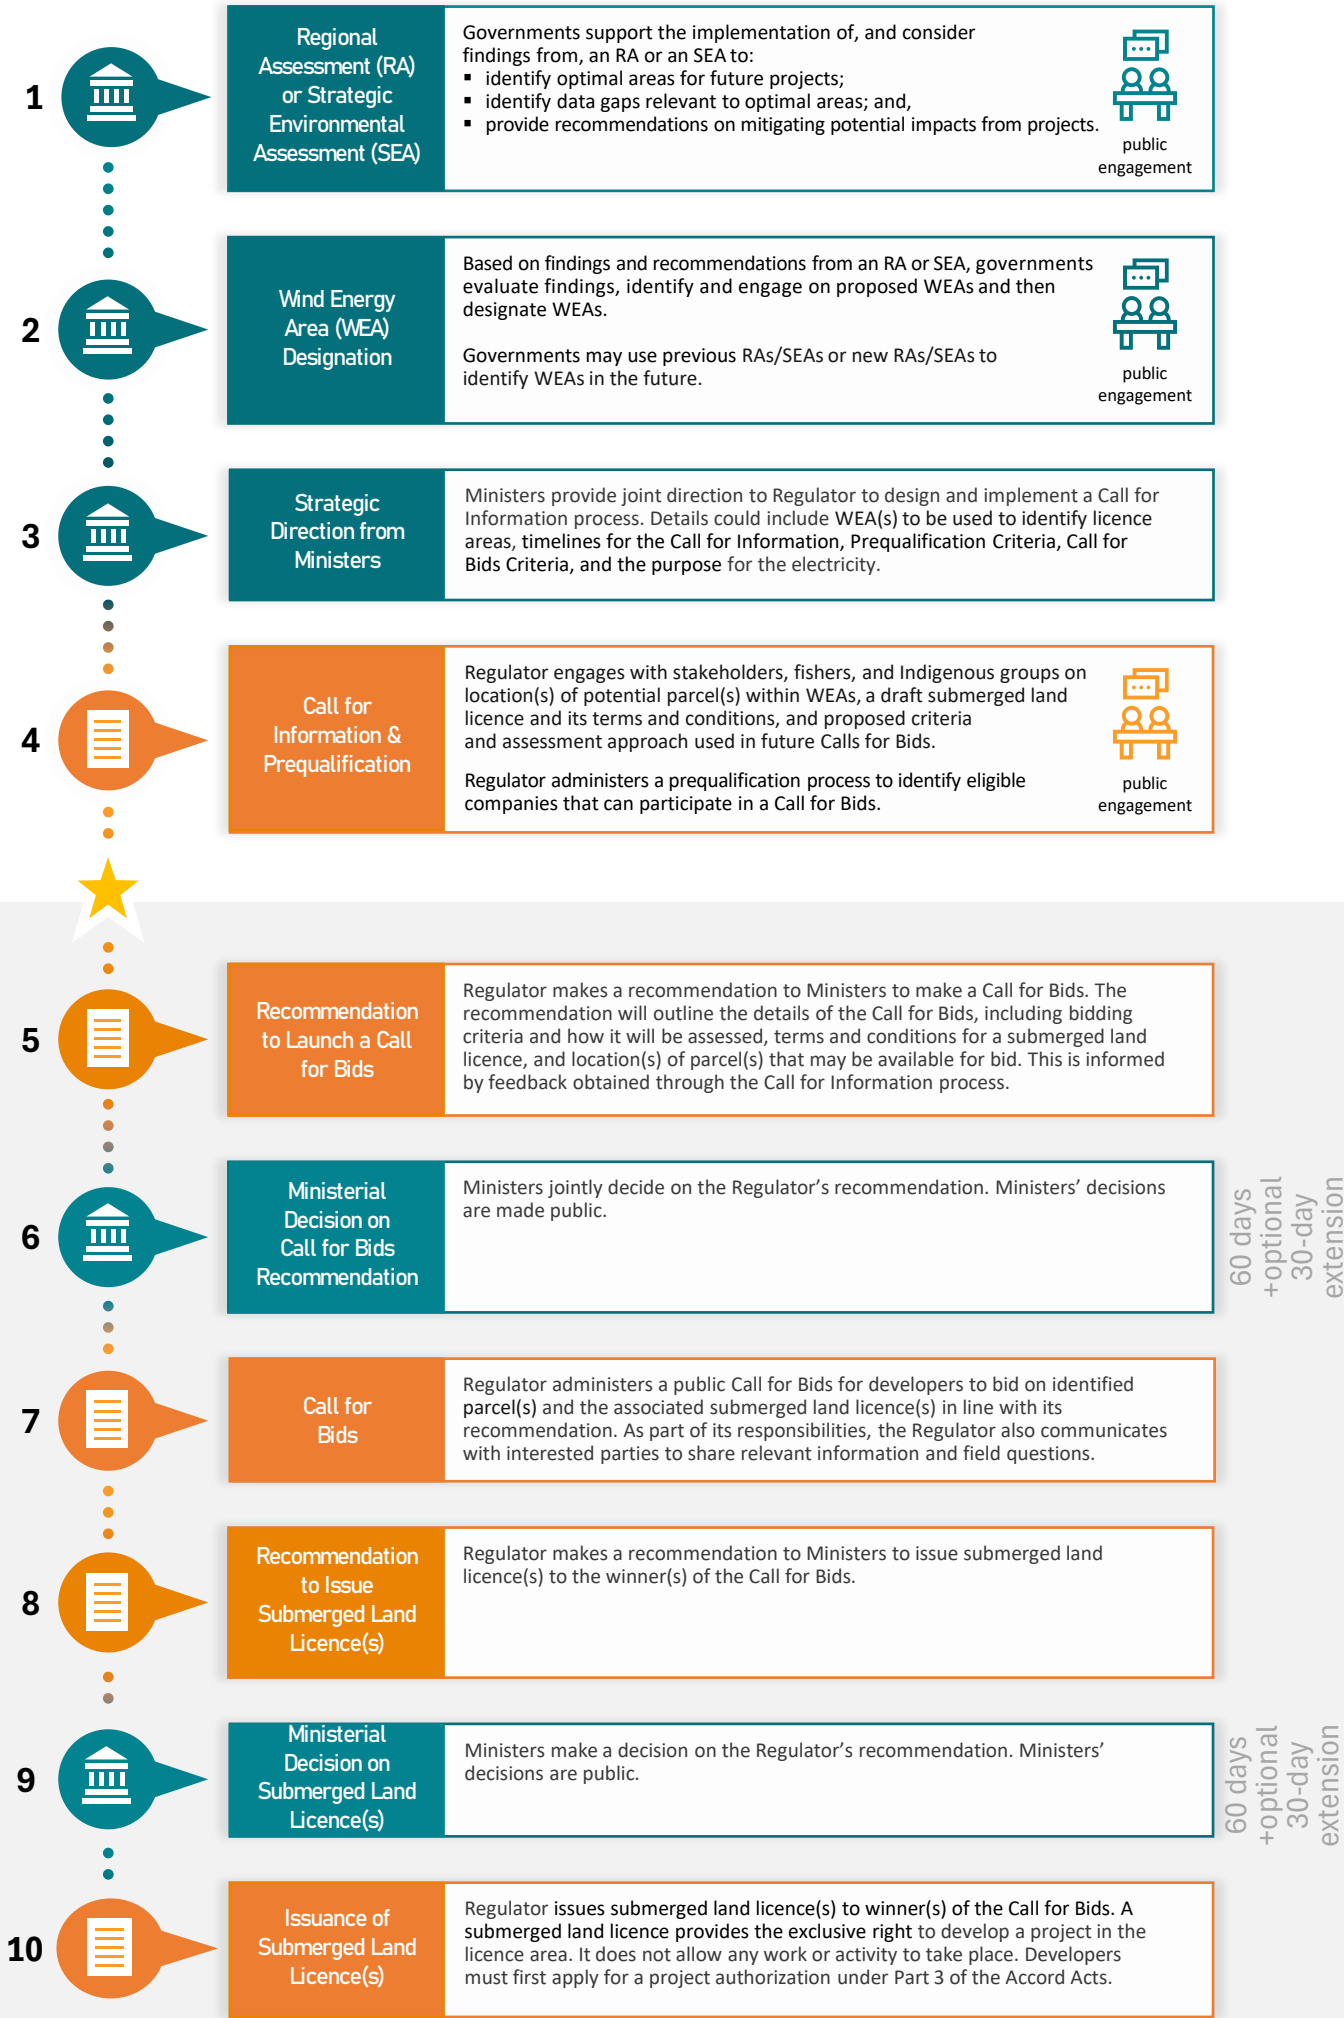 1
Regional
Assessment (RA)
or Strategic
Environmental
Assessment (SEA)
Governments support the implementation of, and consider
findings from, an RA or an SEA to:
▪ identify optimal areas for future projects;
▪ identify data gaps relevant to optimal areas; and,
▪ provide recommendations on mitigating potential impacts from projects.
public
engagement
2
Wind Energy
Area (WEA)
Designation
Based on findings and recommendations from an RA or SEA, governments
evaluate findings, identify and engage on proposed WEAs and then
designate WEAs.
Governments may use previous RAs/SEAs or new RAs/SEAs to
identify WEAs in the future.
public
engagement
3
Strategic
Direction from
Ministers
Ministers provide joint direction to Regulator to design and implement a Call for
Information process. Details could include WEA(s) to be used to identify licence
areas, timelines for the Call for Information, Prequalification Criteria, Call for
Bids Criteria, and the purpose for the electricity.
4
Call for
Information &
Prequalification
Regulator engages with stakeholders, fishers, and Indigenous groups on
location(s) of potential parcel(s) within WEAs, a draft submerged land
licence and its terms and conditions, and proposed criteria
and assessment approach used in future Calls for Bids.
Regulator administers a prequalification process to identify eligible
companies that can participate in a Call for Bids.
public
engagement
5
Recommendation
to Launch a Call
for Bids
Regulator makes a recommendation to Ministers to make a Call for Bids. The
recommendation will outline the details of the Call for Bids, including bidding
criteria and how it will be assessed, terms and conditions for a submerged land
licence, and location(s) of parcel(s) that may be available for bid. This is informed
by feedback obtained through the Call for Information process.
6
Ministerial
Decision on
Call for Bids
Recommendation
Ministers jointly decide on the Regulator's recommendation. Ministers' decisions
are made public.
60 days
+optional
30-day
extension
7
Call for
Bids
Regulator administers a public Call for Bids for developers to bid on identified
parcel(s) and the associated submerged land licence(s) in line with its
recommendation. As part of its responsibilities, the Regulator also communicates
with interested parties to share relevant information and field questions.
8
Recommendation
to Issue
Submerged Land
Licence(s)
Regulator makes a recommendation to Ministers to issue submerged land
licence(s) to the winner(s) of the Call for Bids.
9
Ministerial
Decision on
Submerged Land
Licence(s)
Ministers make a decision on the Regulator's recommendation. Ministers'
decisions are public.
60 days
+optional
30-day
extension
10
Issuance of
Submerged Land
Licence(s)
Regulator issues submerged land licence(s) to winner(s) of the Call for Bids. A
submerged land licence provides the exclusive right to develop a project in the
licence area. It does not allow any work or activity to take place. Developers
must first apply for a project authorization under Part 3 of the Accord Acts.